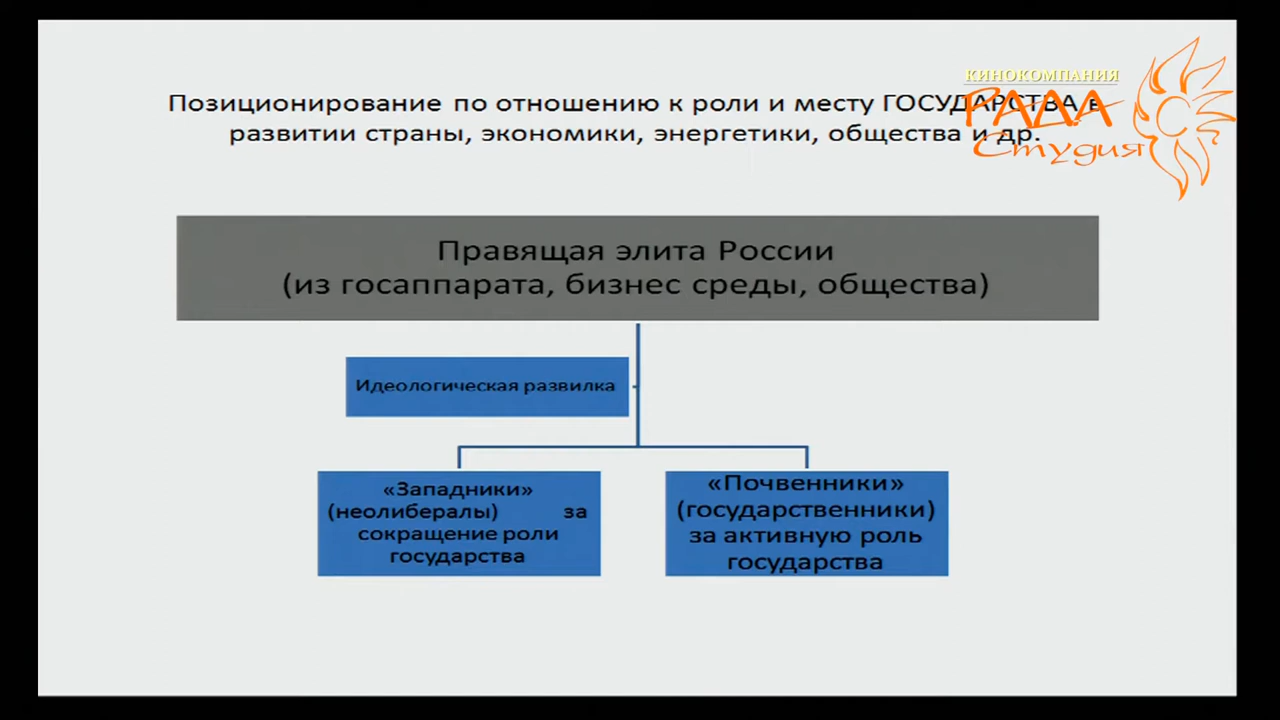 КИНОКОМПАНИЯ
РАДА
Студия
Позиционирование по отношению к роли и месту ГОСУДАРСТВА в
развитии страны, экономики, энергетики, общества и др.
Правящая элита России
(из госаппарата, бизнес среды, общества)
Идеологическая развилка
«Западники»
(неолибералы) за
сокращение роли
государства
«Почвенники»
(государственники)
за активную роль
государства